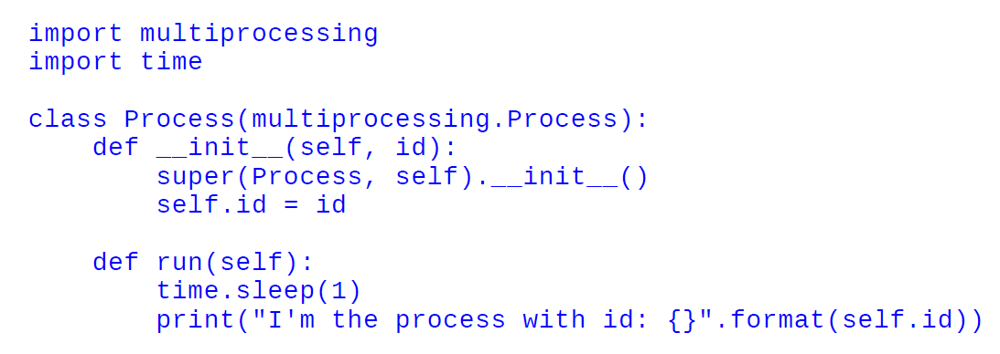 import multiprocessing
import time

class Process(multiprocessing.Process):
    def __init__(self, id):
        super(Process, self).__init__()
        self.id = id

    def run(self):
        time.sleep(1)
        print("I'm the process with id: {}".format(self.id))